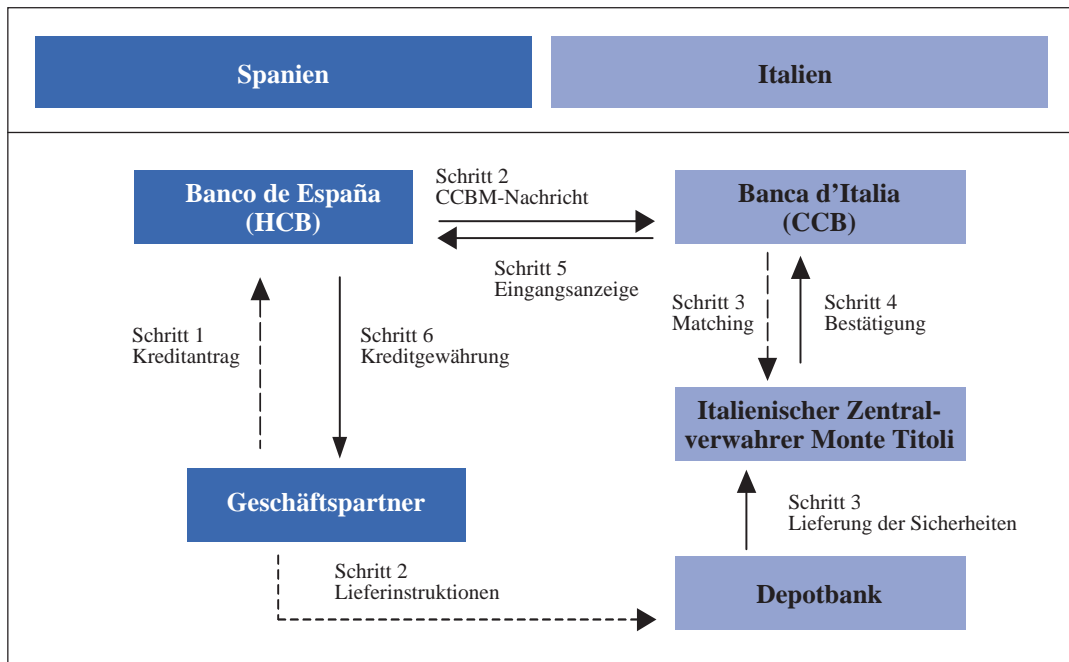 Spanien
Italien
Banco de España
(HCB)
Schritt 2
CCBM-Nachricht
Banca d’Italia
(CCB)
Schritt 5
Eingangsanzeige
Schritt 1
Kreditantrag
Schritt 6
Kreditgewährung
Schritt 3
Matching
Schritt 4
Bestätigung
Italienischer Zentral-
verwahrer Monte Titoli
Geschäftspartner
Schritt 3
Lieferung der Sicherheiten
Schritt 2
Lieferinstruktionen
Depotbank